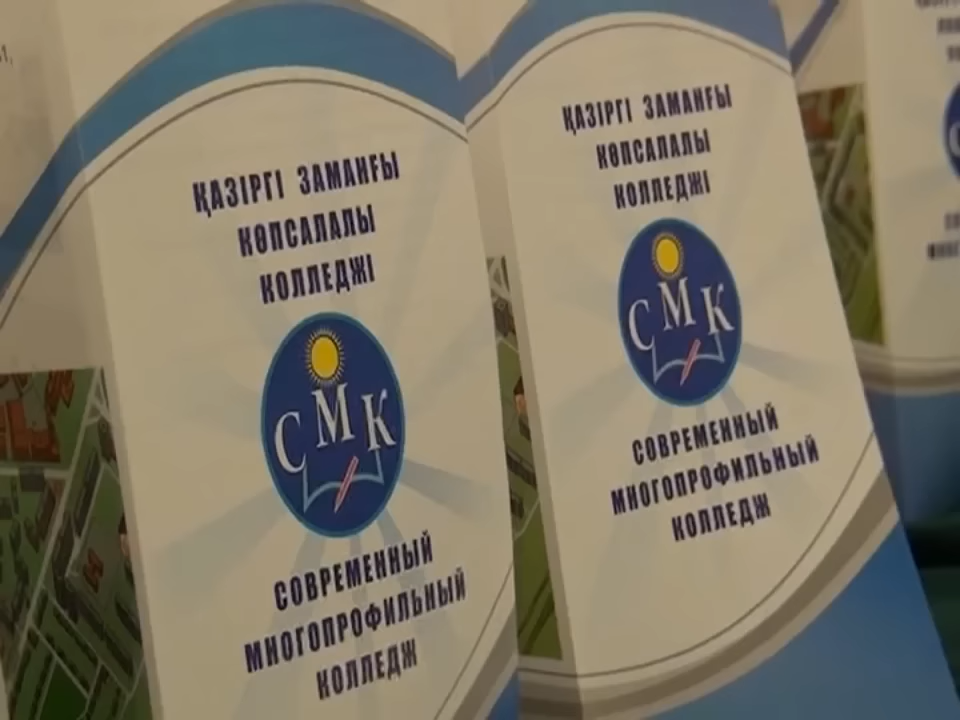 ҚАЗІРГІ ЗАМАНҒЫ
КӨПСАЛАЛЫ
КОЛЛЕДЖІ
СМК
СОВРЕМЕННЫЙ
МНОГОПРОФИЛЬНЫЙ
КОЛЛЕДЖ
ҚАЗІРГІ ЗАМАНҒЫ
КӨПСАЛАЛЫ
КОЛЛЕДЖІ
СМК
СОВРЕМЕННЫЙ
МНОГОПРОФИЛЬНЫЙ
КОЛЛЕДЖ